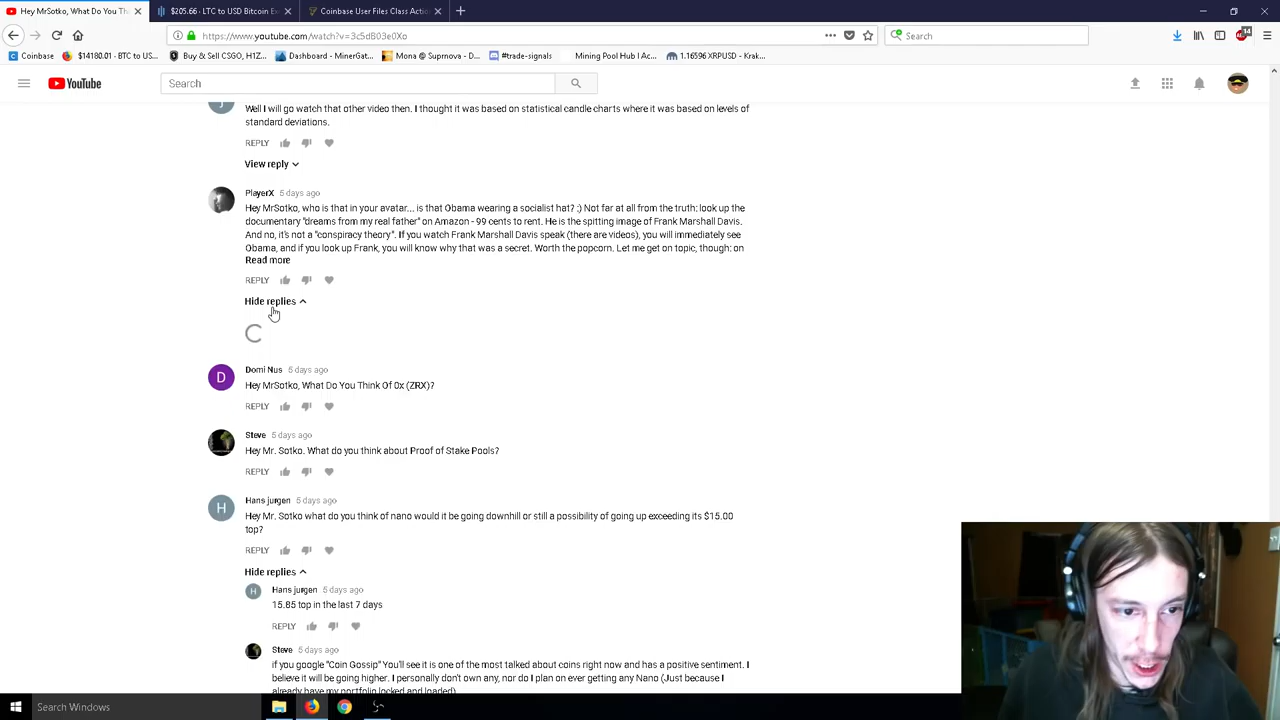 Hey MrSotko, What Do You Th
$205.66 - LTC to USD Bitcoin Ex
Coinbase User Files Class Actio
https://www.youtube.com/watch?v=3c5dB03e0Xo
Search
14
Coinbase
$14180.01 - BTC to US...
Buy & Sell CSGO, H1Z...
Dashboard - MinerGat...
Mona @ Suprnova - D...
#trade-signals
Mining Pool Hub | Ac...
1.16596 XRPUSD - Krak...
YouTube
Search
Well I will go watch that other video then. I thought it was based on statistical candle charts where it was based on levels of
standard deviations.
REPLY
View reply
PlayerX 5 days ago
Hey MrSotko, who is that in your avatar... is that Obama wearing a socialist hat? ;) Not far at all from the truth: look up the
documentary "dreams from my real father" on Amazon - 99 cents to rent. He is the spitting image of Frank Marshall Davis.
And no, it's not a "conspiracy theory". If you watch Frank Marshall Davis speak (there are videos), you will immediately see
Obama, and if you look up Frank, you will know why that was a secret. Worth the popcorn. Let me get on topic, though: on
Read more
REPLY
Hide replies
D
Domi Nus 5 days ago
Hey MrSotko, What Do You Think Of 0x (ZRX)?
REPLY
Steve 5 days ago
Hey Mr. Sotko. What do you think about Proof of Stake Pools?
REPLY
H
Hans jurgen 5 days ago
Hey Mr. Sotko what do you think of nano would it be going downhill or still a possibility of going up exceeding its $15.00
top?
REPLY
Hide replies
H
Hans jurgen 5 days ago
15.85 top in the last 7 days
REPLY
Steve 5 days ago
if you google "Coin Gossip" You'll see it is one of the most talked about coins right now and has a positive sentiment. I
believe it will be going higher. I personally don't own any, nor do I plan on ever getting any Nano (Just because I
already have my portfolio locked and loaded)
Search Windows